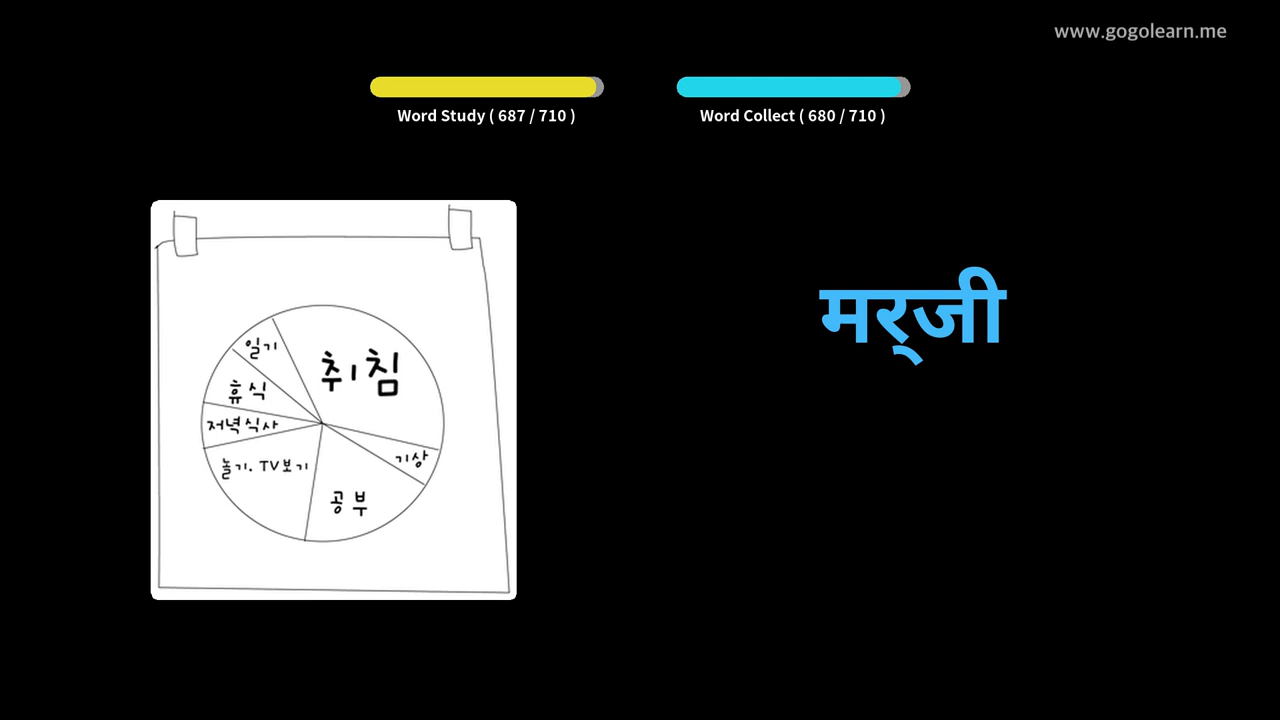 www.gogolearn.me
Word Study ( 687 / 710 )
Word Collect ( 680 / 710 )
일기
취침
휴식
저녁식사
놀기. TV보기
기상
공부
मर्‌जी